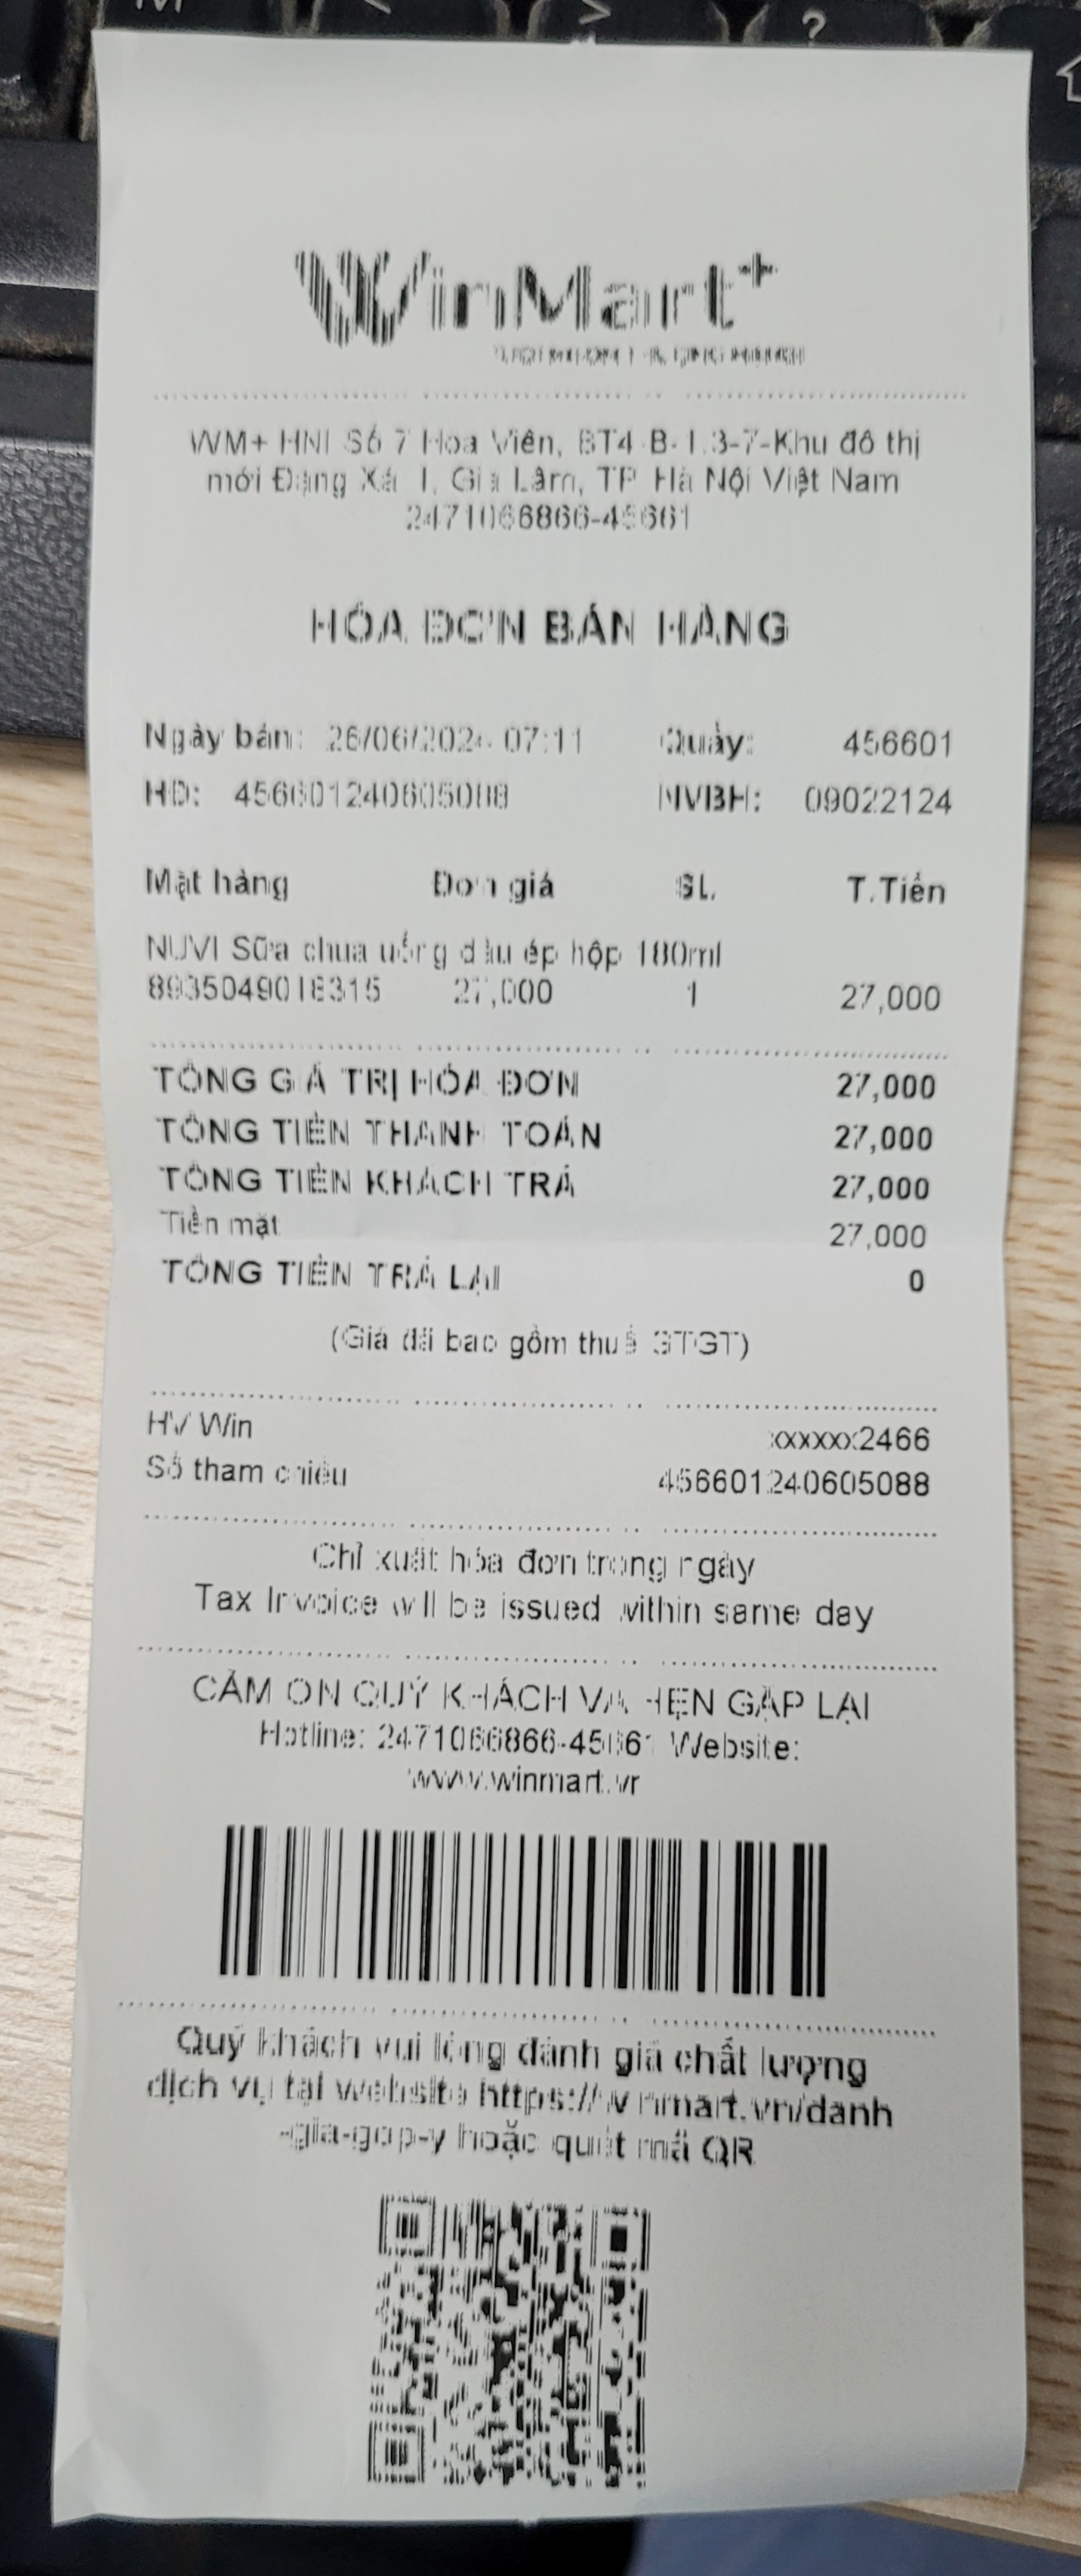 WinMart+
WM+ HNI Số 7 Hoa Viên, BT4-B-1.3-7-Khu đô thị
mới Đặng Xá 1, Gia Lâm, TP. Hà Nội Việt Nam
2471066866-45661
HÓA ĐƠN BÁN HÀNG
Ngày bán: 26/06/2024 07:11 Quầy: 456601
HD: 456601240605088 NVBH: 09022124
Mặt hàng Đơn giá SL T.Tiền
NUVI Sữa chua uống dâu ép hộp 180ml
8935049018315 27,000 1 27,000
TỔNG GIÁ TRỊ HÓA ĐƠN 27,000
TỔNG TIỀN THANH TOÁN 27,000
TỔNG TIỀN KHÁCH TRẢ 27,000
Tiền mặt 27,000
TỔNG TIỀN TRẢ LẠI 0
(Giá đã bao gồm thuế GTGT)
HV Win xxxxxx2466
Số tham chiếu 456601240605088
Chỉ xuất hóa đơn trong ngày
Tax Invoice will be issued within same day
CẢM ƠN QUÝ KHÁCH VÀ HẸN GẶP LẠI
Hotline: 2471066866-45661 Website:
www.winmart.vn
Quý khách vui lòng đánh giá chất lượng
dịch vụ tại website https://winmart.vn/danh
-gia-gop-y hoặc quét mã QR